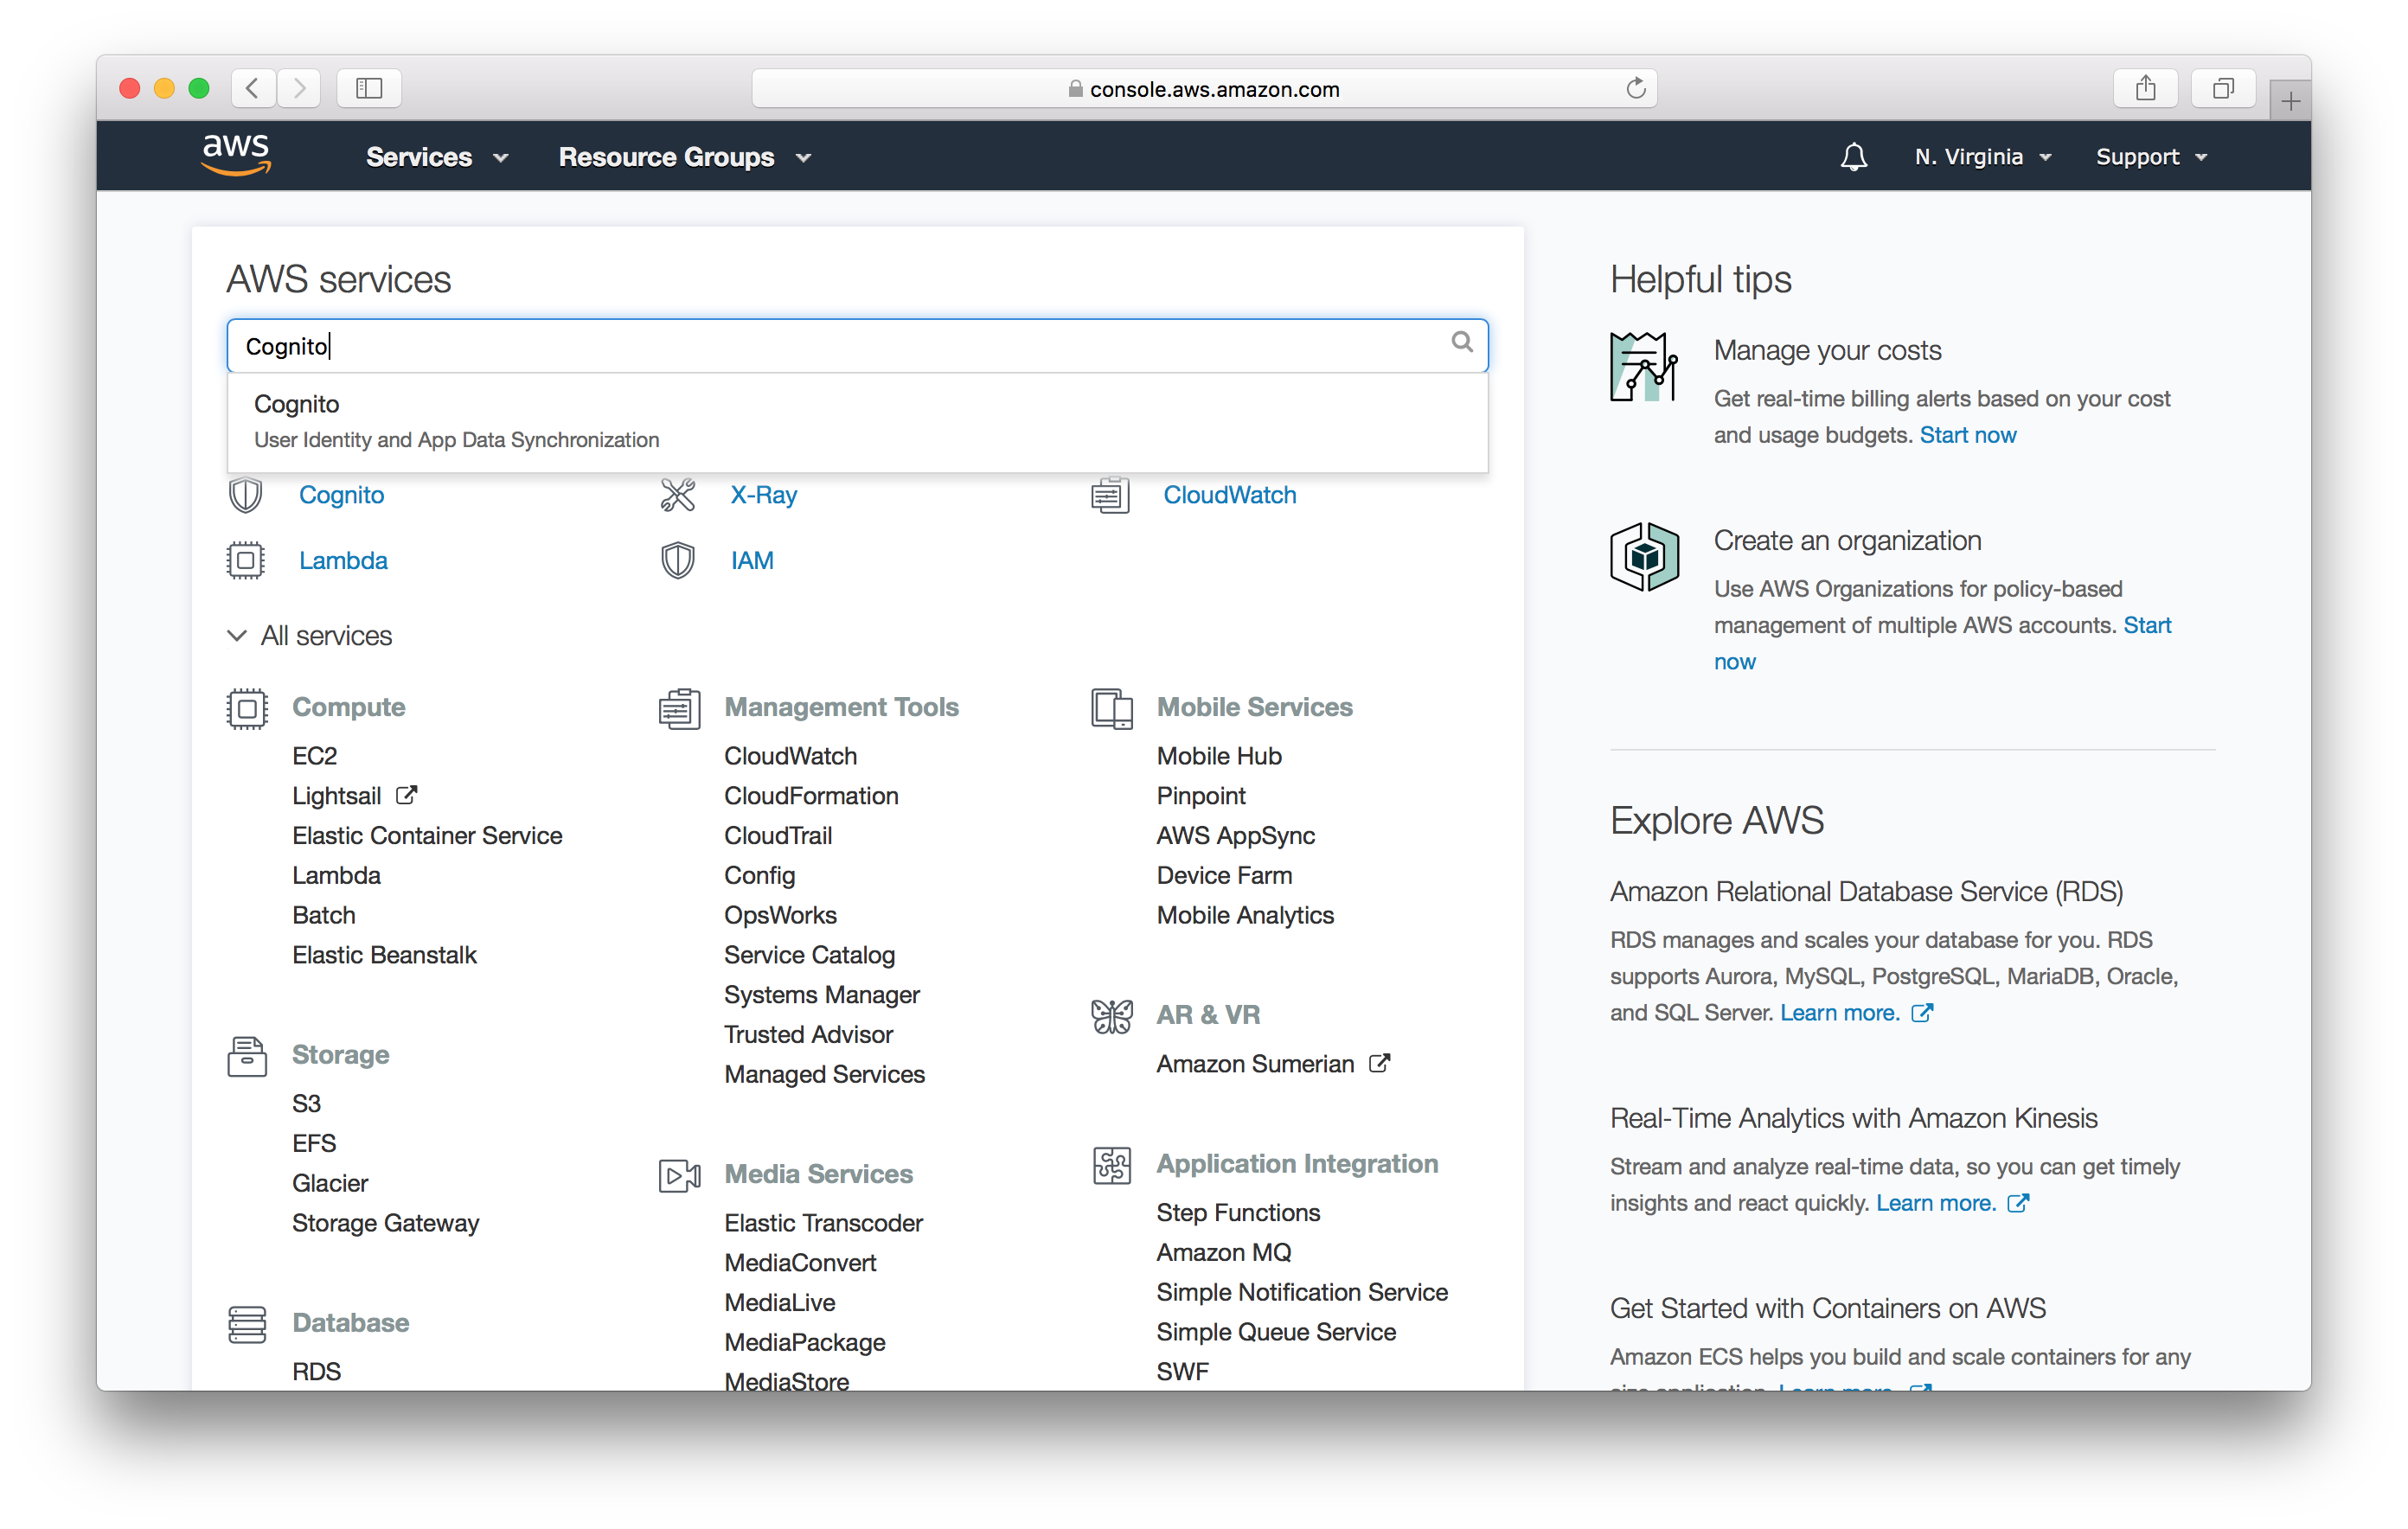 console.aws.amazon.com
aws
Services
Resource Groups
N. Virginia
Support
AWS services
Cognito
Cognito
User Identity and App Data Synchronization
Cognito
X-Ray
CloudWatch
Lambda
IAM
All services
Compute
EC2
Lightsail
Elastic Container Service
Lambda
Batch
Elastic Beanstalk
Storage
S3
EFS
Glacier
Storage Gateway
Database
RDS
Management Tools
CloudWatch
CloudFormation
CloudTrail
Config
OpsWorks
Service Catalog
Systems Manager
Trusted Advisor
Managed Services
Media Services
Elastic Transcoder
MediaConvert
MediaLive
MediaPackage
MediaStore
Mobile Services
Mobile Hub
Pinpoint
AWS AppSync
Device Farm
Mobile Analytics
AR & VR
Amazon Sumerian
Application Integration
Step Functions
Amazon MQ
Simple Notification Service
Simple Queue Service
SWF
Helpful tips
Manage your costs
Get real-time billing alerts based on your cost
and usage budgets. Start now
Create an organization
Use AWS Organizations for policy-based
management of multiple AWS accounts. Start
now
Explore AWS
Amazon Relational Database Service (RDS)
RDS manages and scales your database for you. RDS
supports Aurora, MySQL, PostgreSQL, MariaDB, Oracle,
and SQL Server. Learn more.
Real-Time Analytics with Amazon Kinesis
Stream and analyze real-time data, so you can get timely
insights and react quickly. Learn more.
Get Started with Containers on AWS
Amazon ECS helps you build and scale containers for any
size application. Learn more.